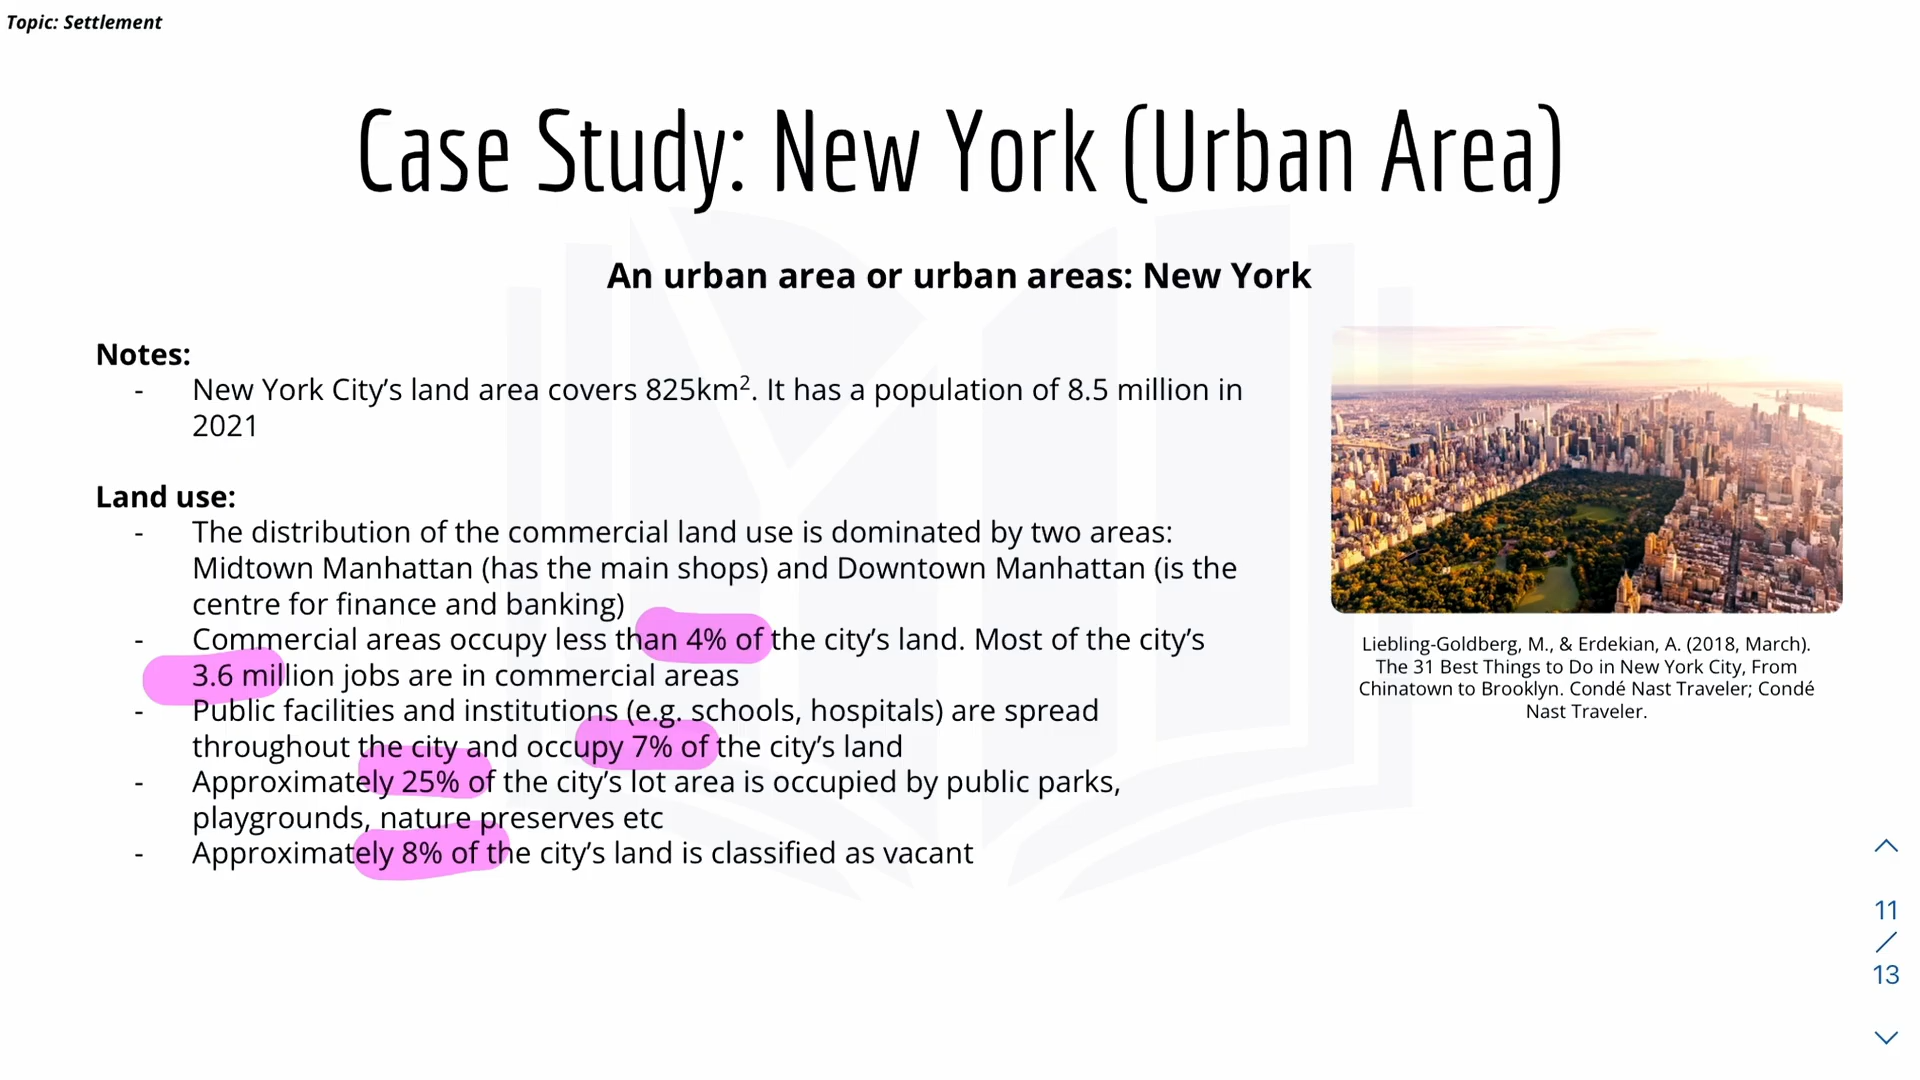 Topic: Settlement
Case Study: New York (Urban Area)
An urban area or urban areas: New York
Notes:
- New York City’s land area covers 825km². It has a population of 8.5 million in
2021
Land use:
- The distribution of the commercial land use is dominated by two areas:
Midtown Manhattan (has the main shops) and Downtown Manhattan (is the
centre for finance and banking)
- Commercial areas occupy less than 4% of the city’s land. Most of the city’s
3.6 million jobs are in commercial areas
- Public facilities and institutions (e.g. schools, hospitals) are spread
throughout the city and occupy 7% of the city’s land
- Approximately 25% of the city’s lot area is occupied by public parks,
playgrounds, nature preserves etc
- Approximately 8% of the city’s land is classified as vacant
Liebling-Goldberg, M., & Erdekian, A. (2018, March).
The 31 Best Things to Do in New York City, From
Chinatown to Brooklyn. Condé Nast Traveler; Condé
Nast Traveler.
11
/
13